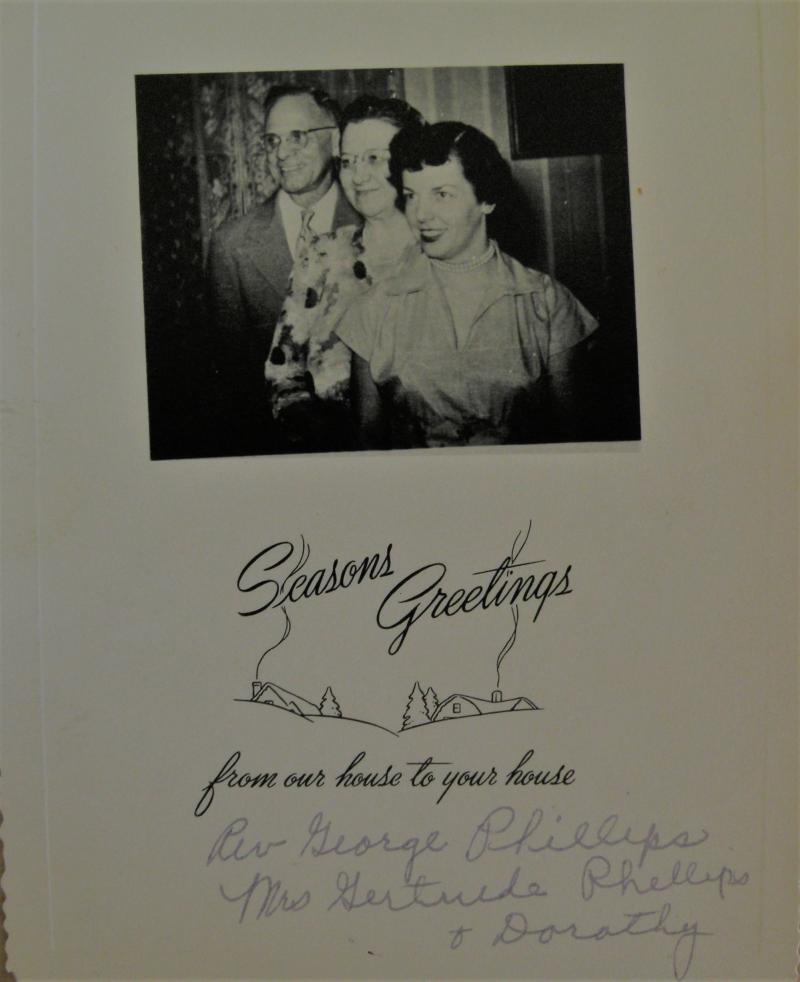 Seasons Greetings
from our house to your house
Rev George Phillips
Mrs Gertrude Phillips
& Dorothy